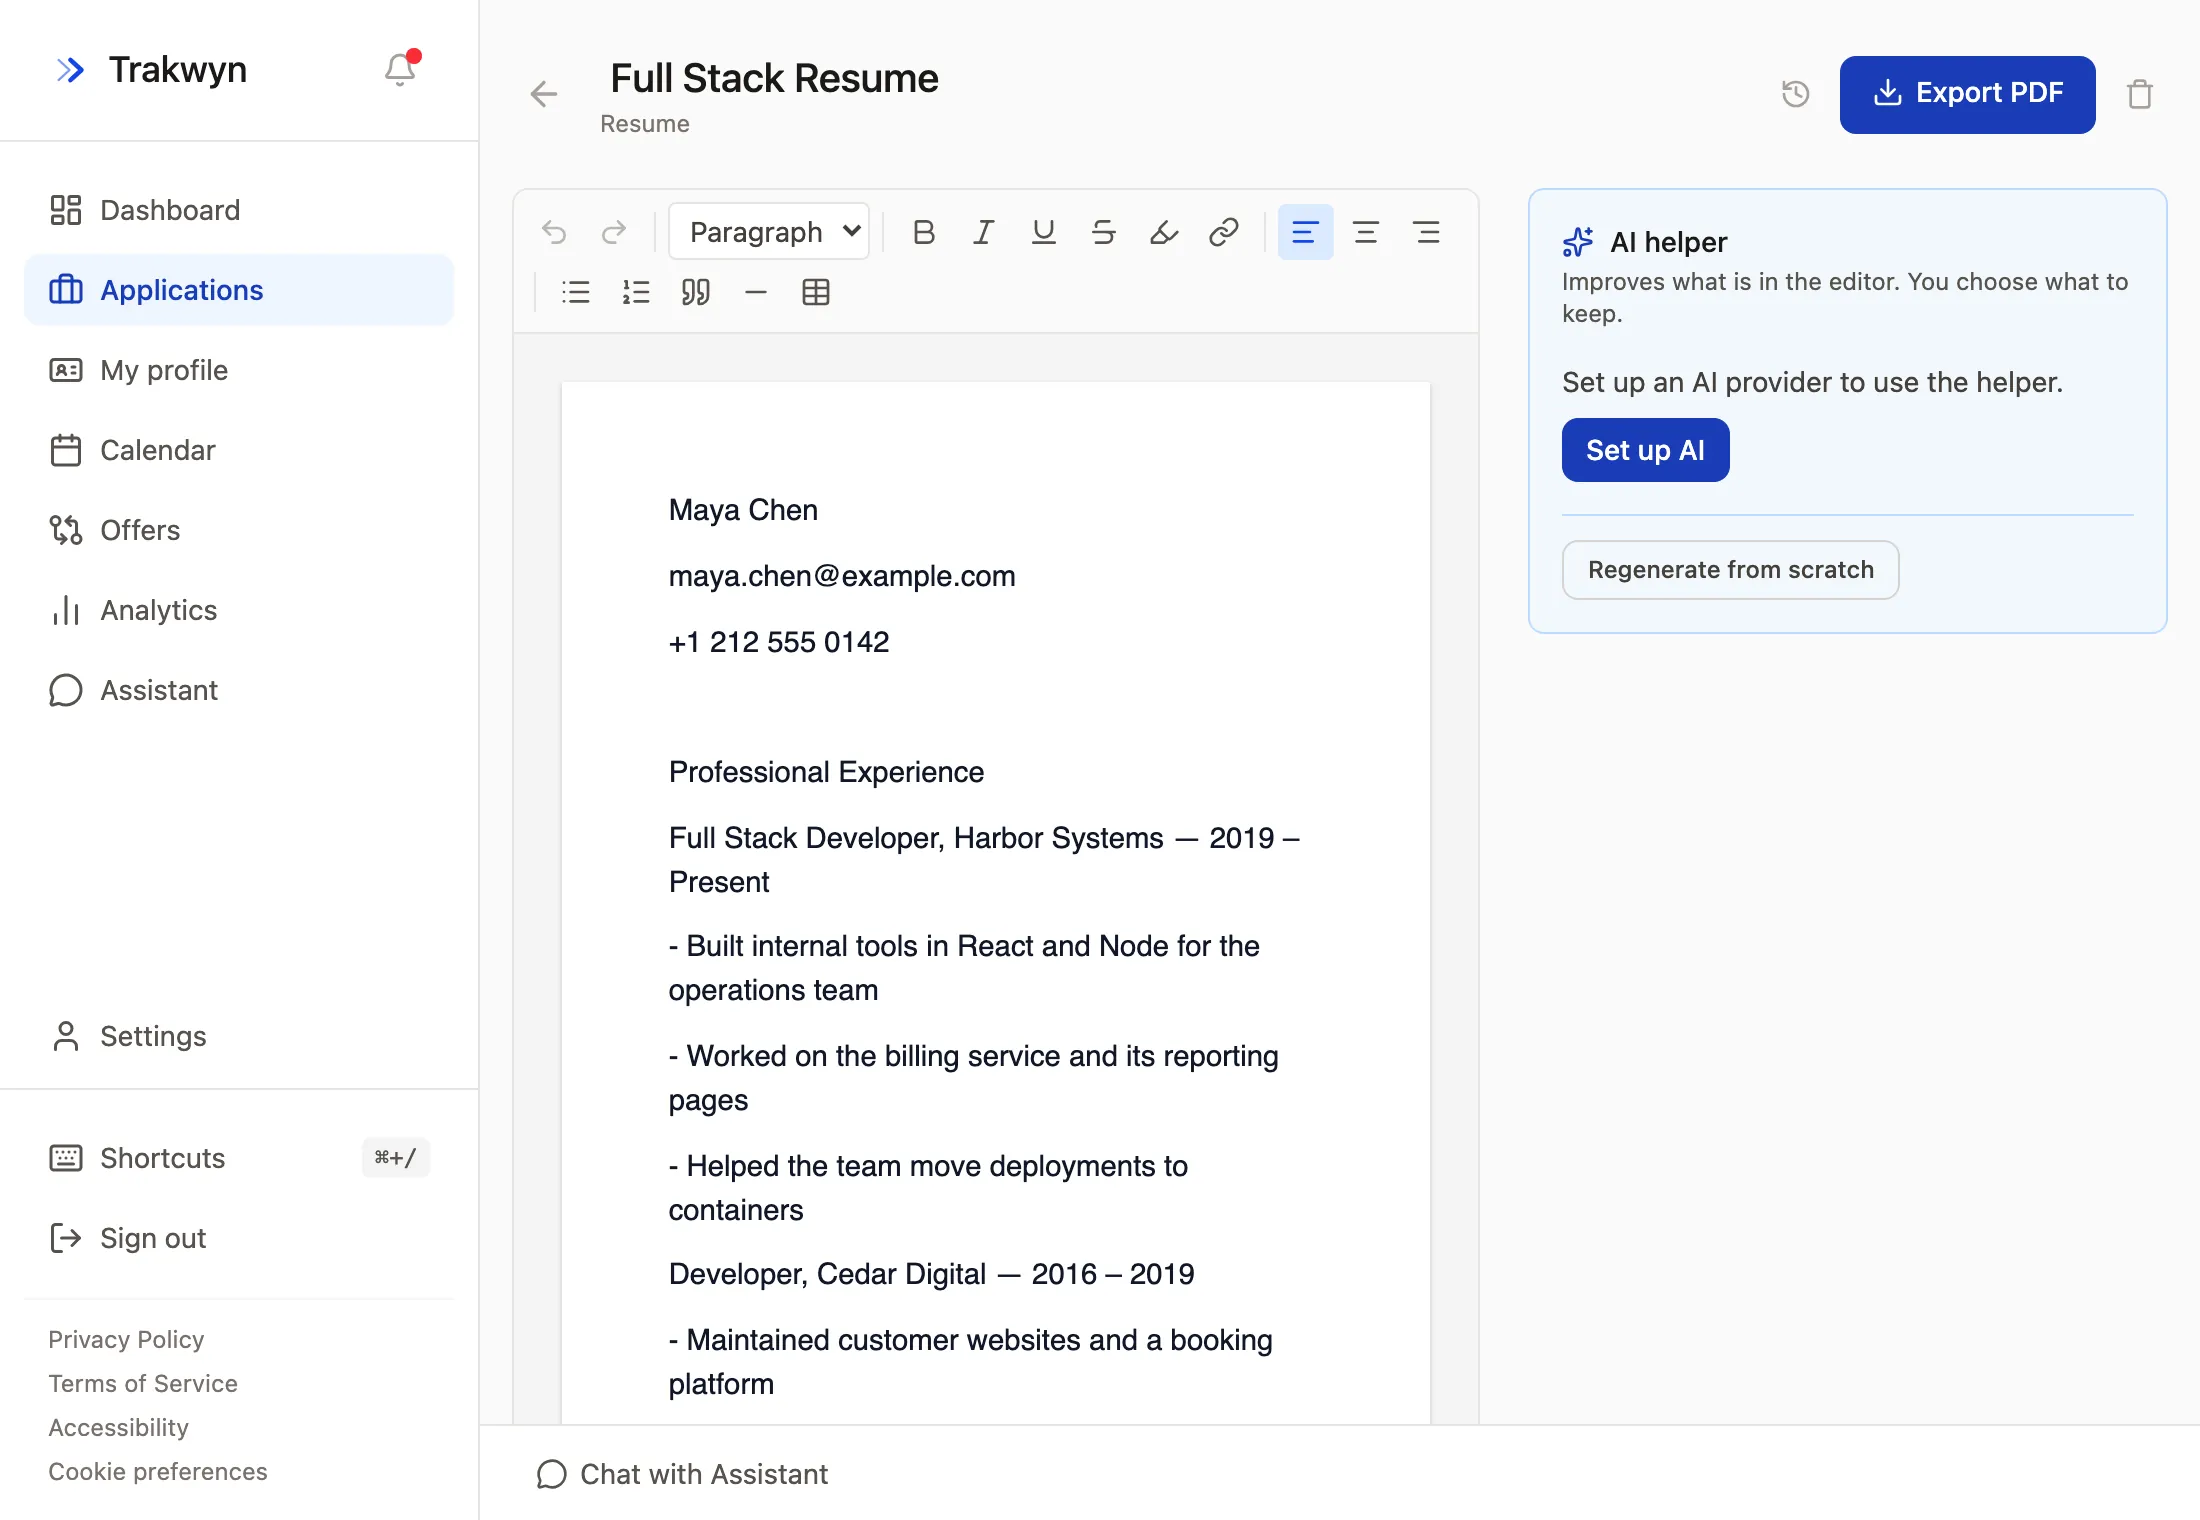 Trakwyn
Dashboard
Applications
My profile
Calendar
Offers
Analytics
Assistant
Settings
Shortcuts
⌘+/
Sign out
Privacy Policy
Terms of Service
Accessibility
Cookie preferences
Full Stack Resume
Resume
Export PDF
Paragraph
Maya Chen
maya.chen@example.com
+1 212 555 0142
Professional Experience
Full Stack Developer, Harbor Systems — 2019 –
Present
- Built internal tools in React and Node for the
operations team
- Worked on the billing service and its reporting
pages
- Helped the team move deployments to
containers
Developer, Cedar Digital — 2016 – 2019
- Maintained customer websites and a booking
platform
AI helper
Improves what is in the editor. You choose what to
keep.
Set up an AI provider to use the helper.
Set up AI
Regenerate from scratch
Chat with Assistant